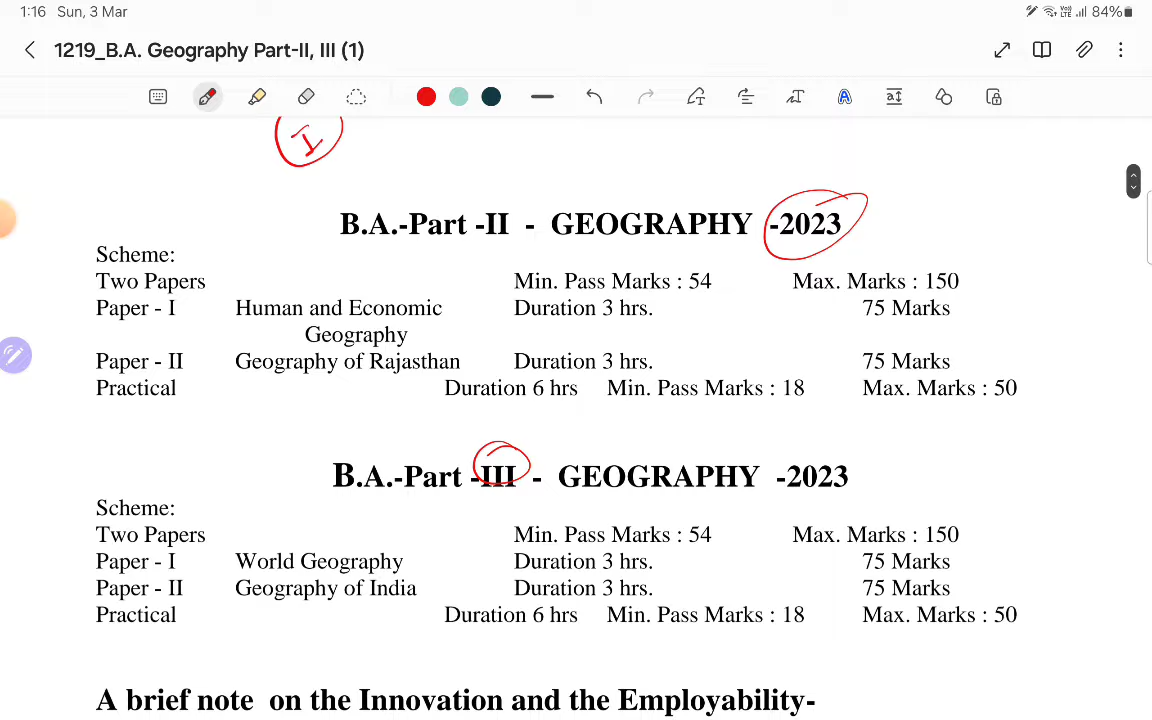 1:16 Sun, 3 Mar VoD LTE 84%
1219_B.A. Geography Part-II, III (1)
I
B.A.-Part -II - GEOGRAPHY -2023
Scheme:
Two Papers Min. Pass Marks : 54 Max. Marks : 150
Paper - I Human and Economic Duration 3 hrs. 75 Marks
Geography
Paper - II Geography of Rajasthan Duration 3 hrs. 75 Marks
Practical Duration 6 hrs Min. Pass Marks : 18 Max. Marks : 50
B.A.-Part -III - GEOGRAPHY -2023
Scheme:
Two Papers Min. Pass Marks : 54 Max. Marks : 150
Paper - I World Geography Duration 3 hrs. 75 Marks
Paper - II Geography of India Duration 3 hrs. 75 Marks
Practical Duration 6 hrs Min. Pass Marks : 18 Max. Marks : 50
A brief note on the Innovation and the Employability-